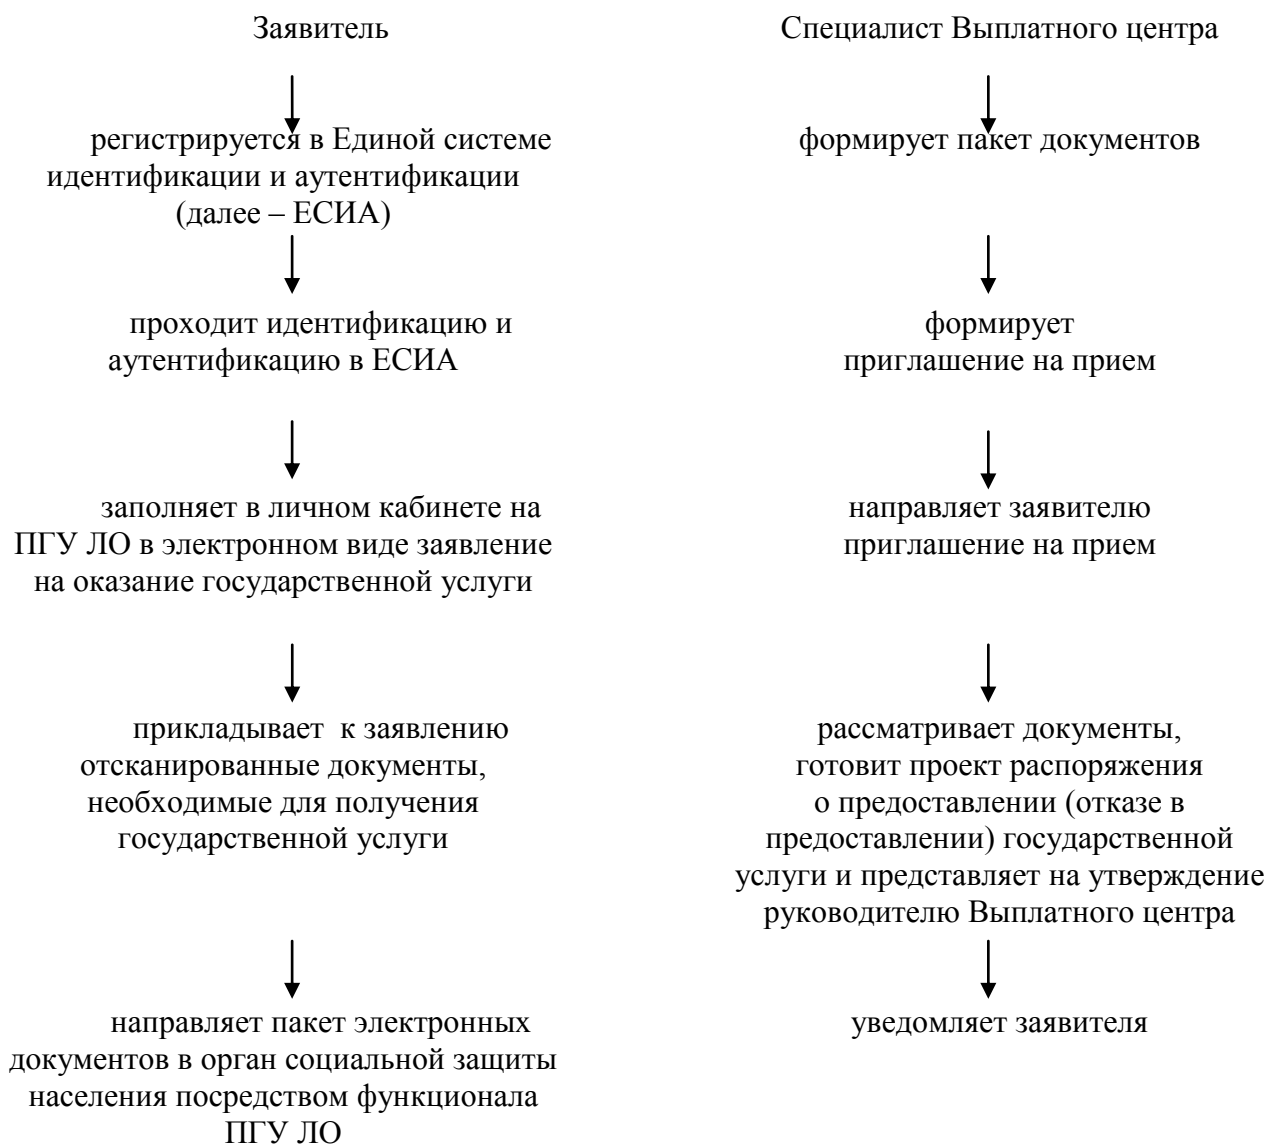 Заявитель
регистрируется в Единой системе
идентификации и аутентификации
(далее – ЕСИА)
проходит идентификацию и
аутентификацию в ЕСИА
заполняет в личном кабинете на
ПГУ ЛО в электронном виде заявление
на оказание государственной услуги
прикладывает к заявлению
отсканированные документы,
необходимые для получения
государственной услуги
направляет пакет электронных
документов в орган социальной защиты
населения посредством функционала
ПГУ ЛО
Специалист Выплатного центра
формирует пакет документов
формирует
приглашение на прием
направляет заявителю
приглашение на прием
рассматривает документы,
готовит проект распоряжения
о предоставлении (отказе в
предоставлении) государственной
услуги и представляет на утверждение
руководителю Выплатного центра
уведомляет заявителя